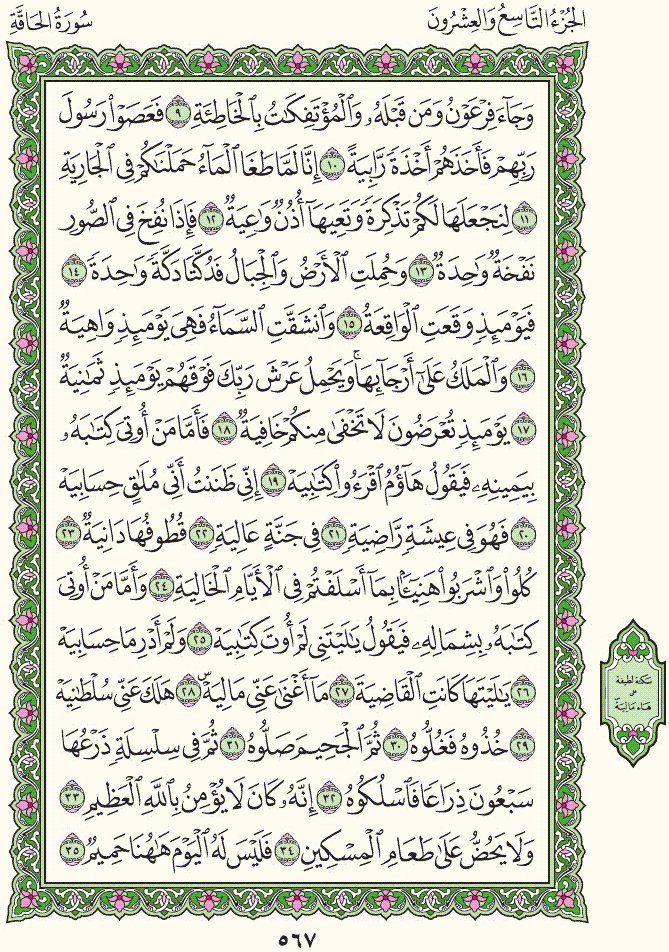 الجُزْءُ التَّاسِعُ وَالعِشْرُونَ
سُورَةُ الحَاقَّةِ
وَجَآءَ فِرْعَوْنُ وَمَن قَبْلَهُۥ وَٱلْمُؤْتَفِكَٰتُ بِٱلْخَاطِئَةِ ٩ فَعَصَوْا۟ رَسُولَ
رَبِّهِمْ فَأَخَذَهُمْ أَخْذَةً رَّابِيَةً ١٠ إِنَّا لَمَّا طَغَا ٱلْمَآءُ حَمَلْنَٰكُمْ فِى ٱلْجَارِيَةِ
١١ لِنَجْعَلَهَا لَكُمْ تَذْكِرَةً وَتَعِيَهَآ أُذُنٌ وَٰعِيَةٌ ١٢ فَإِذَا نُفِخَ فِى ٱلصُّورِ
نَفْخَةٌ وَٰحِدَةٌ ١٣ وَحُمِلَتِ ٱلْأَرْضُ وَٱلْجِبَالُ فَدُكَّتَا دَكَّةً وَٰحِدَةً ١٤
فَيَوْمَئِذٍ وَقَعَتِ ٱلْوَاقِعَةُ ١٥ وَٱنشَقَّتِ ٱلسَّمَآءُ فَهِىَ يَوْمَئِذٍ وَاهِيَةٌ
١٦ وَٱلْمَلَكُ عَلَىٰٓ أَرْجَآئِهَا ۚ وَيَحْمِلُ عَرْشَ رَبِّكَ فَوْقَهُمْ يَوْمَئِذٍ ثَمَٰنِيَةٌ
١٧ يَوْمَئِذٍ تُعْرَضُونَ لَا تَخْفَىٰ مِنكُمْ خَافِيَةٌ ١٨ فَأَمَّا مَنْ أُوتِىَ كِتَٰبَهُۥ
بِيَمِينِهِۦ فَيَقُولُ هَآؤُمُ ٱقْرَءُوا۟ كِتَٰبِيَهْ ١٩ إِنِّى ظَنَنتُ أَنِّى مُلَٰقٍ حِسَابِيَهْ
٢٠ فَهُوَ فِى عِيشَةٍ رَّاضِيَةٍ ٢١ فِى جَنَّةٍ عَالِيَةٍ ٢٢ قُطُوفُهَا دَانِيَةٌ ٢٣
كُلُوا۟ وَٱشْرَبُوا۟ هَنِيٓـًٔۢا بِمَآ أَسْلَفْتُمْ فِى ٱلْأَيَّامِ ٱلْخَالِيَةِ ٢٤ وَأَمَّا مَنْ أُوتِىَ
كِتَٰبَهُۥ بِشِمَالِهِۦ فَيَقُولُ يَٰلَيْتَنِى لَمْ أُوتَ كِتَٰبِيَهْ ٢٥ وَلَمْ أَدْرِ مَا حِسَابِيَهْ
٢٦ يَٰلَيْتَهَا كَانَتِ ٱلْقَاضِيَةَ ٢٧ مَآ أَغْنَىٰ عَنِّى مَالِيَهْ ۜ ٢٨ هَلَكَ عَنِّى سُلْطَٰنِيَهْ
٢٩ خُذُوهُ فَغُلُّوهُ ٣٠ ثُمَّ ٱلْجَحِيمَ صَلُّوهُ ٣١ ثُمَّ فِى سِلْسِلَةٍ ذَرْعُهَا
سَبْعُونَ ذِرَاعًا فَٱسْلُكُوهُ ٣٢ إِنَّهُۥ كَانَ لَا يُؤْمِنُ بِٱللَّهِ ٱلْعَظِيمِ ٣٣
وَلَا يَحُضُّ عَلَىٰ طَعَامِ ٱلْمِسْكِينِ ٣٤ فَلَيْسَ لَهُ ٱلْيَوْمَ هَٰهُنَا حَمِيمٌ ٣٥
سَكتة لطيفة
على
هَاء مَالِيَهْ
٥٦٧